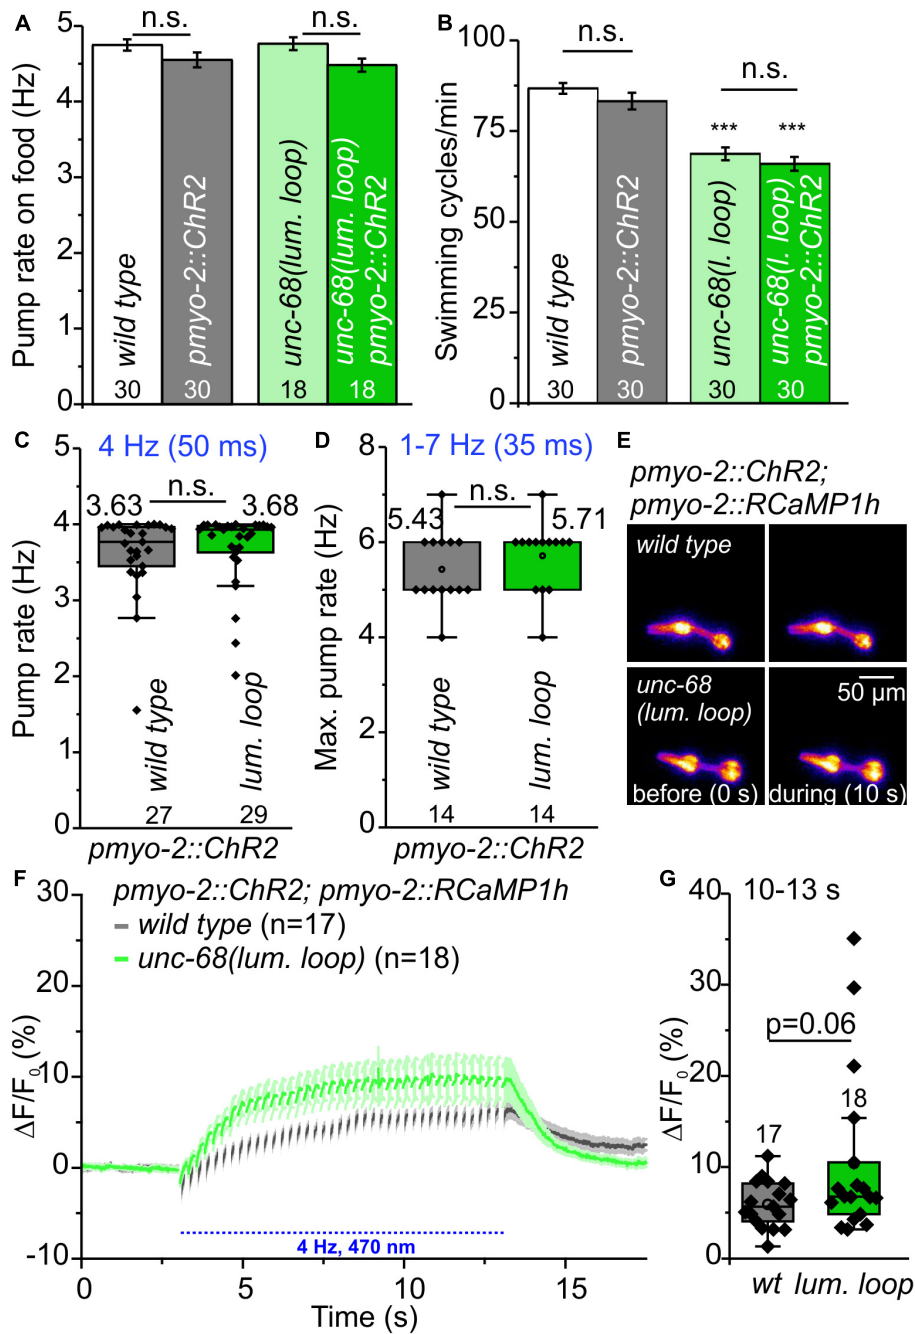 A
5
4
3
2
1
0
Pump rate on food (Hz)
n.s.
n.s.
wild type
pmyo-2::ChR2
unc-68(lum. loop)
unc-68(lum. loop)
pmyo-2::ChR2
30
30
18
18
B
100
75
50
25
0
Swimming cycles/min
n.s.
n.s.
***
***
wild type
pmyo-2::ChR2
unc-68(l. loop)
unc-68(l. loop)
pmyo-2::ChR2
30
30
30
30
C
4 Hz (50 ms)
5
4
3
2
1
0
Pump rate (Hz)
n.s.
3.63
3.68
wild type
lum. loop
27
29
pmyo-2::ChR2
D
1-7 Hz (35 ms)
8
6
4
2
0
Max. pump rate (Hz)
n.s.
5.43
5.71
wild type
lum. loop
14
14
pmyo-2::ChR2
E
pmyo-2::ChR2;
pmyo-2::RCaMP1h
wild type
unc-68
(lum. loop)
50 µm
before (0 s)
during (10 s)
F
pmyo-2::ChR2; pmyo-2::RCaMP1h
wild type (n=17)
unc-68(lum. loop) (n=18)
30
20
10
0
-10
ΔF/F0 (%)
4 Hz, 470 nm
0
5
10
15
Time (s)
G
10-13 s
40
30
20
10
0
ΔF/F0 (%)
p=0.06
17
18
wt
lum. loop